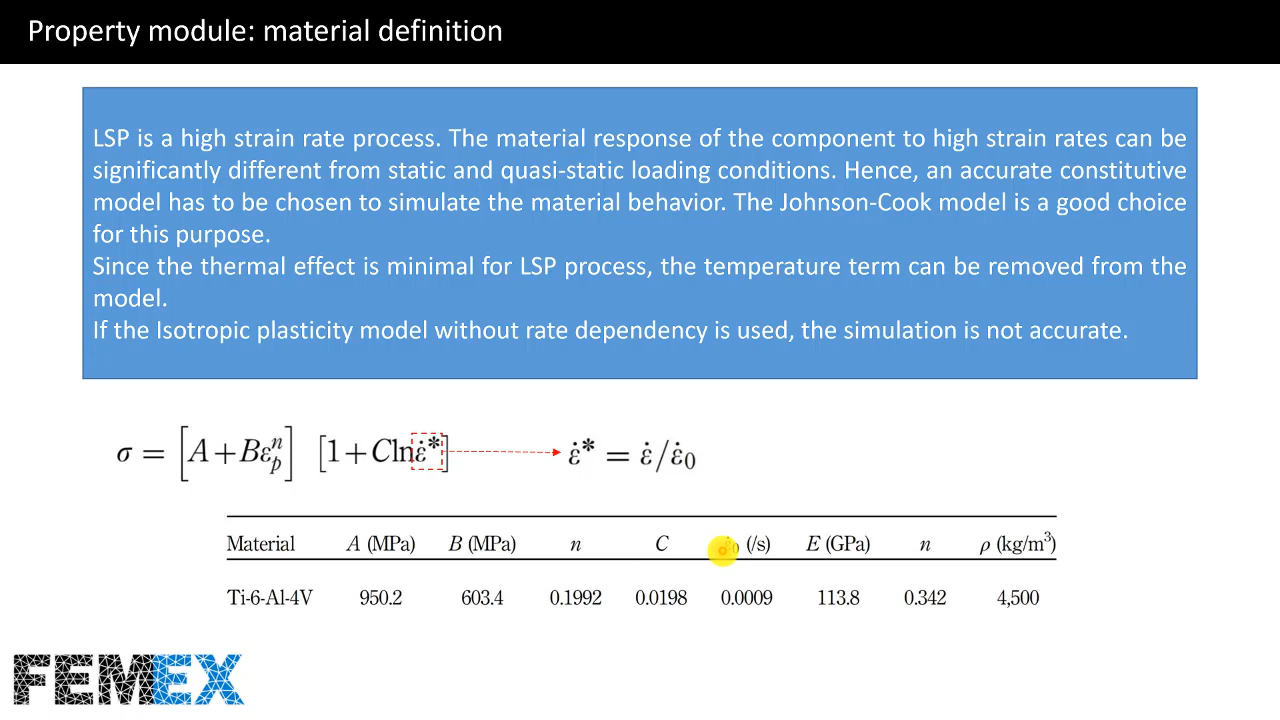 Property module: material definition
LSP is a high strain rate process. The material response of the component to high strain rates can be
significantly different from static and quasi-static loading conditions. Hence, an accurate constitutive
model has to be chosen to simulate the material behavior. The Johnson-Cook model is a good choice
for this purpose.
Since the thermal effect is minimal for LSP process, the temperature term can be removed from the
model.
If the Isotropic plasticity model without rate dependency is used, the simulation is not accurate.
σ = [A+Bεₚⁿ] [1+Clnε̇*] ε̇* = ε̇/ε̇₀
Material A (MPa) B (MPa) n C ε̇₀ (/s) E (GPa) n ρ (kg/m³)
Ti-6-Al-4V 950.2 603.4 0.1992 0.0198 0.0009 113.8 0.342 4,500
FEMEX